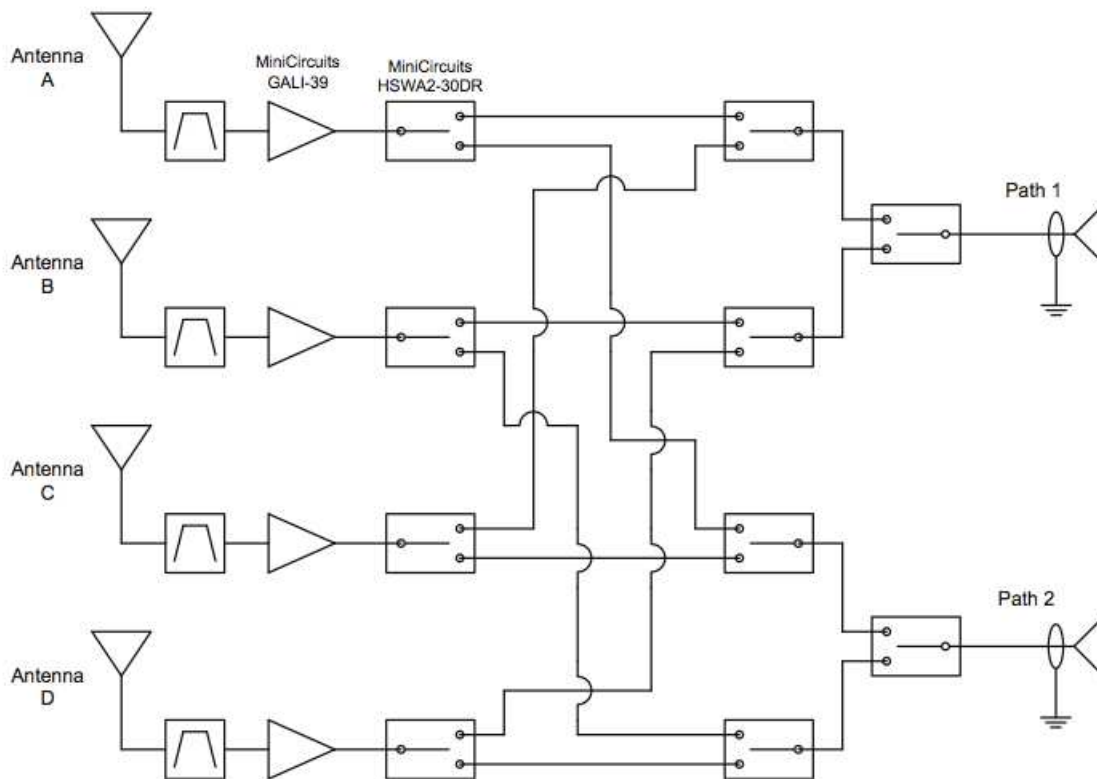 Antenna
A
MiniCircuits
GALI-39
MiniCircuits
HSWA2-30DR
Path 1
Antenna
B
Antenna
C
Path 2
Antenna
D